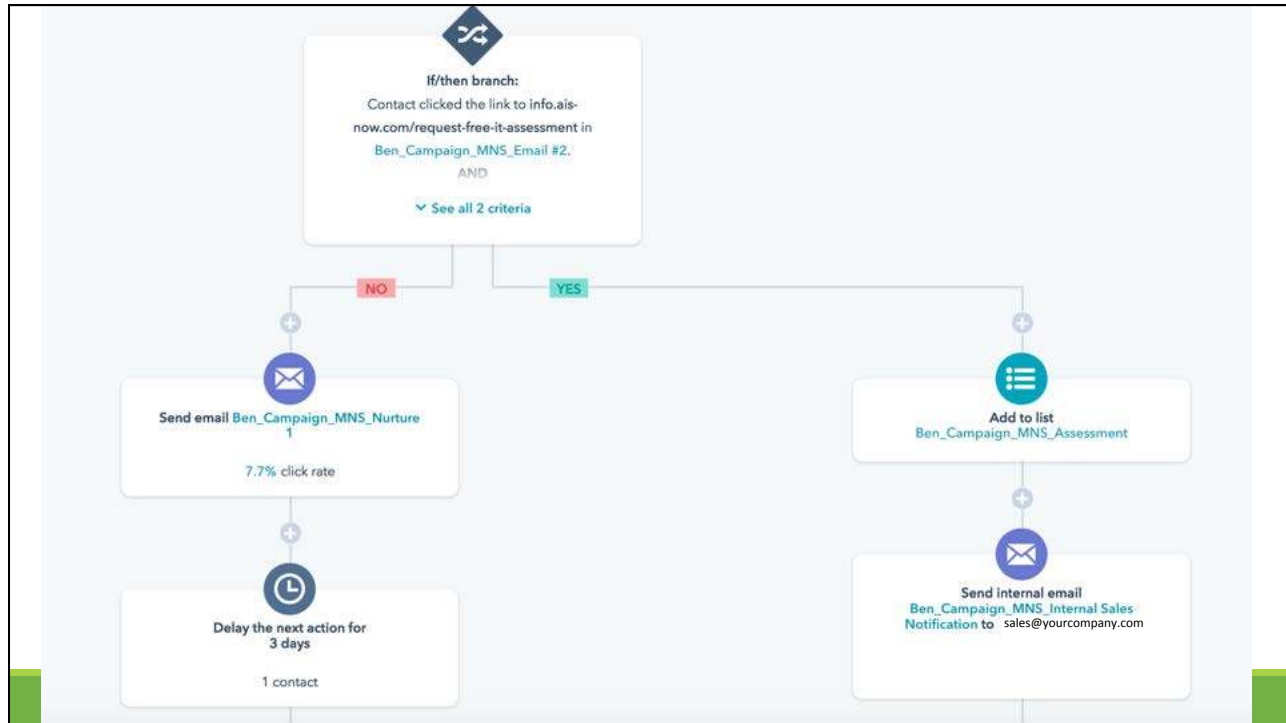 If/then branch:
Contact clicked the link to info.ais-
now.com/request-free-it-assessment in
Ben_Campaign_MNS_Email #2.
AND
See all 2 criteria
NO
YES
Send email Ben_Campaign_MNS_Nurture
1
7.7% click rate
Delay the next action for
3 days
1 contact
Add to list
Ben_Campaign_MNS_Assessment
Send internal email
Ben_Campaign_MNS_Internal Sales
Notification to sales@yourcompany.com